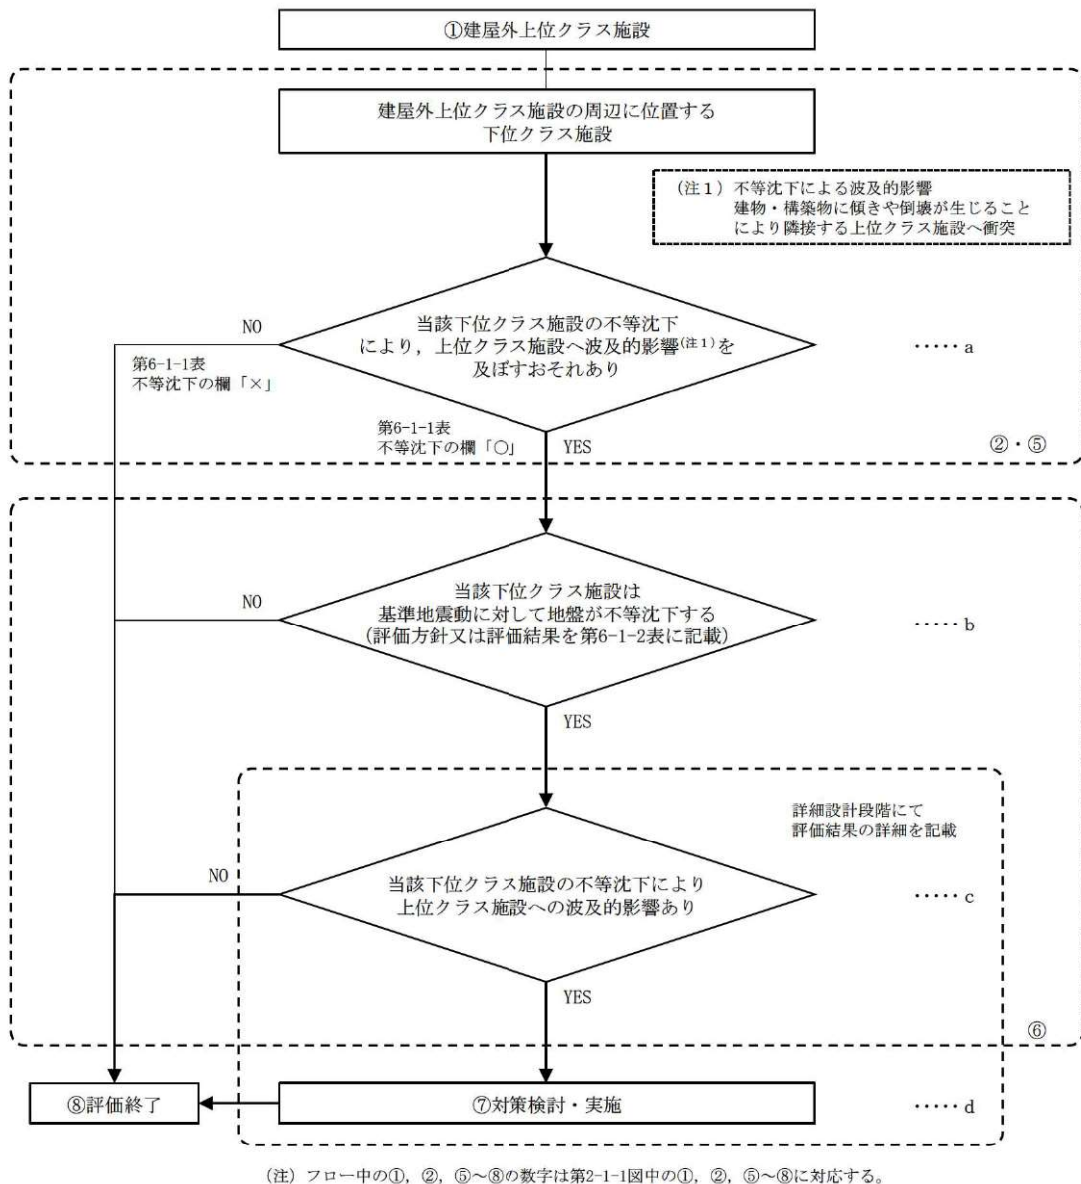 ①建屋外上位クラス施設
建屋外上位クラス施設の周辺に位置する
下位クラス施設
(注1) 不等沈下による波及的影響
建物・構築物に傾きや倒壊が生じること
により隣接する上位クラス施設へ衝突
NO
当該下位クラス施設の不等沈下
により,上位クラス施設へ波及的影響(注1)を
及ぼすおそれあり
‥‥‥a
第6-1-1表
不等沈下の欄「×」
第6-1-1表
不等沈下の欄「○」
YES
②・⑤
NO
当該下位クラス施設は
基準地震動に対して地盤が不等沈下する
(評価方針又は評価結果を第6-1-2表に記載)
‥‥‥b
YES
詳細設計段階にて
評価結果の詳細を記載
NO
当該下位クラス施設の不等沈下により
上位クラス施設への波及的影響あり
‥‥‥c
YES
⑥
⑧評価終了
⑦対策検討・実施
‥‥‥d
(注) フロー中の①, ②, ⑤~⑧の数字は第2-1-1図中の①, ②, ⑤~⑧に対応する。